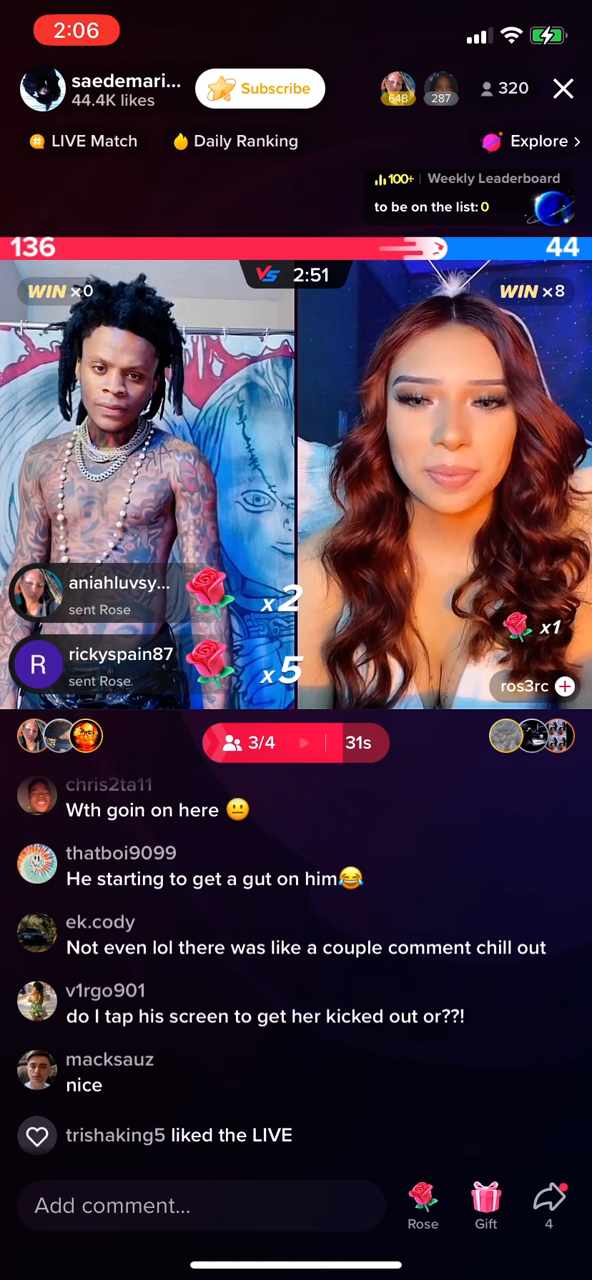 2:06
saedemari...
44.4K likes
Subscribe
648
287
320
LIVE Match
Daily Ranking
Explore >
100+ | Weekly Leaderboard
to be on the list: 0
136
44
VS 2:51
WIN x0
WIN x8
aniahluvsy...
sent Rose
x2
R
rickyspain87
sent Rose
x5
x1
ros3rc
3/4
31s
chris2ta11
Wth goin on here 😐
thatboi9099
He starting to get a gut on him😂
ek.cody
Not even lol there was like a couple comment chill out
v1rgo901
do I tap his screen to get her kicked out or??!
macksauz
nice
trishaking5 liked the LIVE
Add comment...
Rose
Gift
4